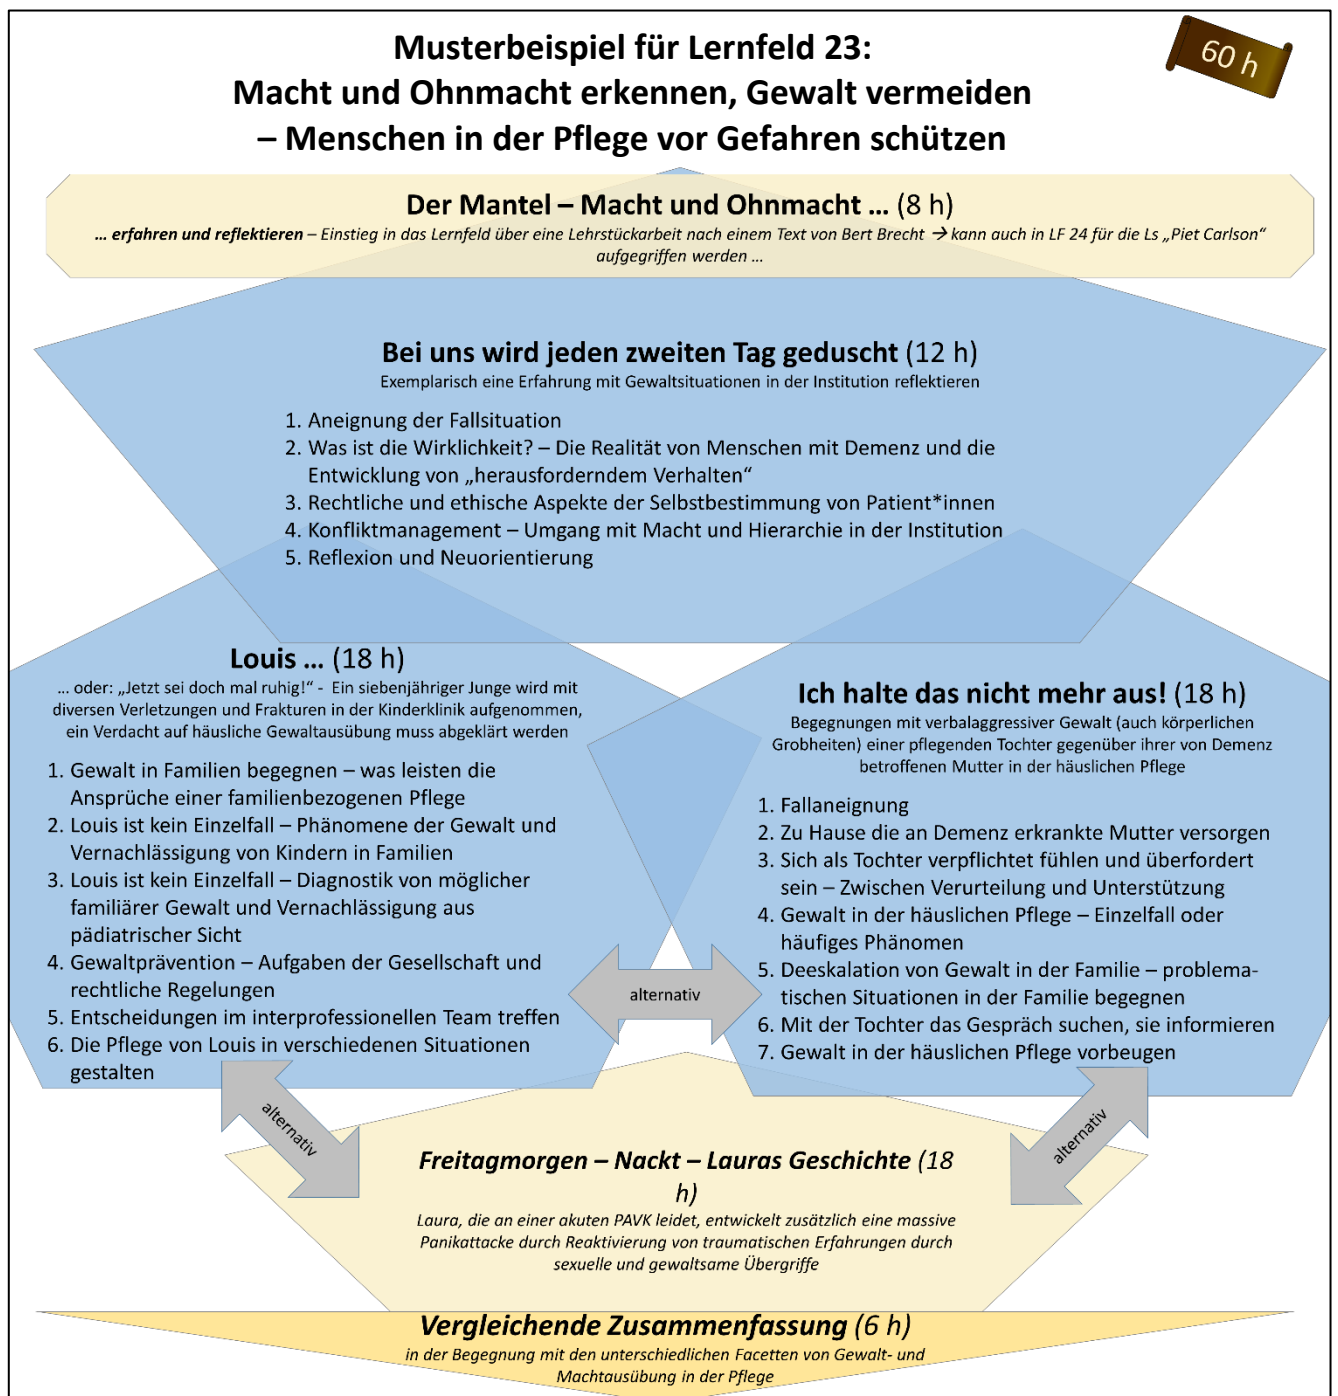 Musterbeispiel für Lernfeld 23:
Macht und Ohnmacht erkennen, Gewalt vermeiden
– Menschen in der Pflege vor Gefahren schützen
60 h
Der Mantel – Macht und Ohnmacht ... (8 h)
... erfahren und reflektieren – Einstieg in das Lernfeld über eine Lehrstückarbeit nach einem Text von Bert Brecht → kann auch in LF 24 für die Ls „Piet Carlson“
aufgegriffen werden ...
Bei uns wird jeden zweiten Tag geduscht (12 h)
Exemplarisch eine Erfahrung mit Gewaltsituationen in der Institution reflektieren
1. Aneignung der Fallsituation
2. Was ist die Wirklichkeit? – Die Realität von Menschen mit Demenz und die
Entwicklung von „herausforderndem Verhalten“
3. Rechtliche und ethische Aspekte der Selbstbestimmung von Patient*innen
4. Konfliktmanagement – Umgang mit Macht und Hierarchie in der Institution
5. Reflexion und Neuorientierung
Louis ... (18 h)
... oder: „Jetzt sei doch mal ruhig!“ - Ein siebenjähriger Junge wird mit
diversen Verletzungen und Frakturen in der Kinderklinik aufgenommen,
ein Verdacht auf häusliche Gewaltausübung muss abgeklärt werden
1. Gewalt in Familien begegnen – was leisten die
Ansprüche einer familienbezogenen Pflege
2. Louis ist kein Einzelfall – Phänomene der Gewalt und
Vernachlässigung von Kindern in Familien
3. Louis ist kein Einzelfall – Diagnostik von möglicher
familiärer Gewalt und Vernachlässigung aus
pädiatrischer Sicht
4. Gewaltprävention – Aufgaben der Gesellschaft und
rechtliche Regelungen
5. Entscheidungen im interprofessionellen Team treffen
6. Die Pflege von Louis in verschiedenen Situationen
gestalten
Ich halte das nicht mehr aus! (18 h)
Begegnungen mit verbalaggressiver Gewalt (auch körperlichen
Grobheiten) einer pflegenden Tochter gegenüber ihrer von Demenz
betroffenen Mutter in der häuslichen Pflege
1. Fallaneignung
2. Zu Hause die an Demenz erkrankte Mutter versorgen
3. Sich als Tochter verpflichtet fühlen und überfordert
sein – Zwischen Verurteilung und Unterstützung
4. Gewalt in der häuslichen Pflege – Einzelfall oder
häufiges Phänomen
5. Deeskalation von Gewalt in der Familie – problema-
tischen Situationen in der Familie begegnen
6. Mit der Tochter das Gespräch suchen, sie informieren
7. Gewalt in der häuslichen Pflege vorbeugen
alternativ
alternativ
alternativ
Freitagmorgen – Nackt – Lauras Geschichte (18
h)
Laura, die an einer akuten PAVK leidet, entwickelt zusätzlich eine massive
Panikattacke durch Reaktivierung von traumatischen Erfahrungen durch
sexuelle und gewaltsame Übergriffe
Vergleichende Zusammenfassung (6 h)
in der Begegnung mit den unterschiedlichen Facetten von Gewalt- und
Machtausübung in der Pflege